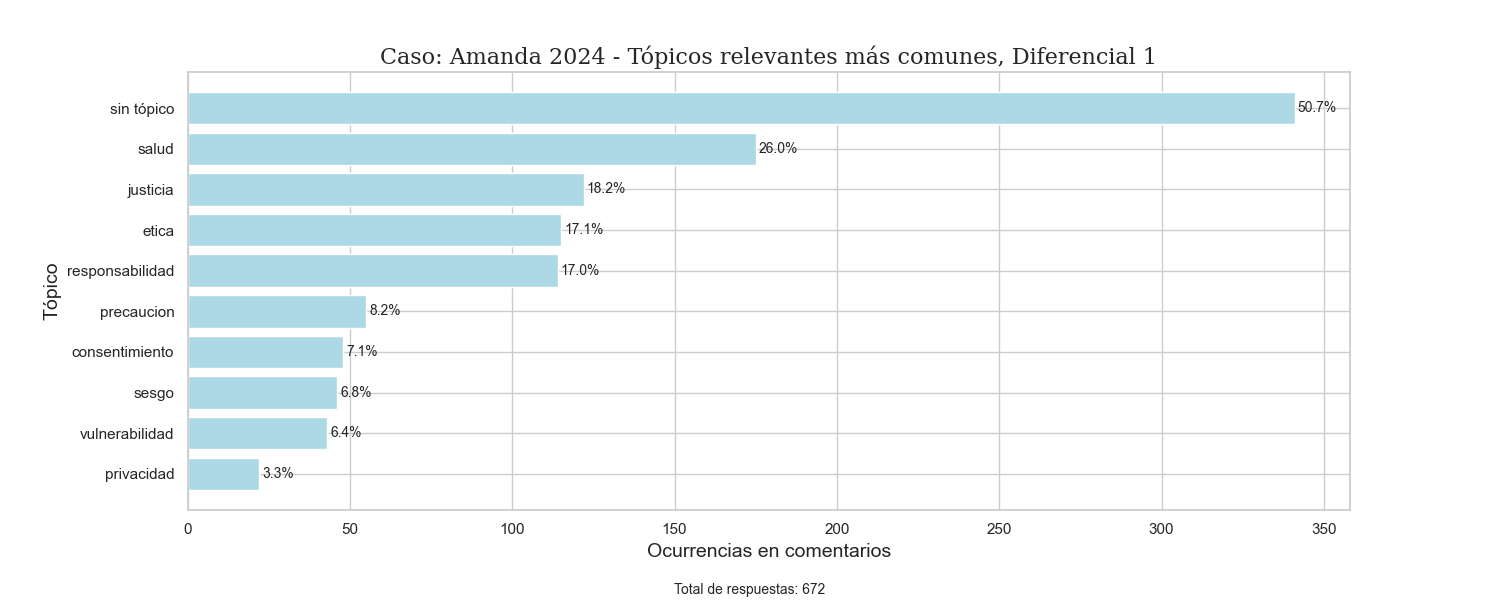 Caso: Amanda 2024 - Tópicos relevantes más comunes, Diferencial 1
sin tópico 50.7%
salud 26.0%
justicia 18.2%
etica 17.1%
responsabilidad 17.0%
precaucion 8.2%
consentimiento 7.1%
sesgo 6.8%
vulnerabilidad 6.4%
privacidad 3.3%
Tópico
0 50 100 150 200 250 300 350
Ocurrencias en comentarios
Total de respuestas: 672